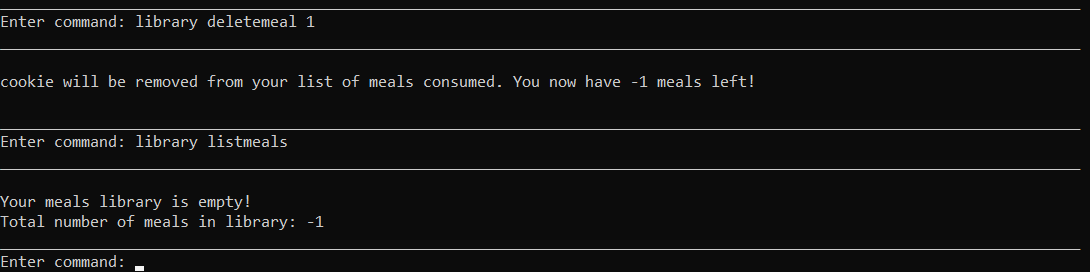 Enter command: library deletemeal 1
cookie will be removed from your list of meals consumed. You now have -1 meals left!
Enter command: library listmeals
Your meals library is empty!
Total number of meals in library: -1
Enter command: